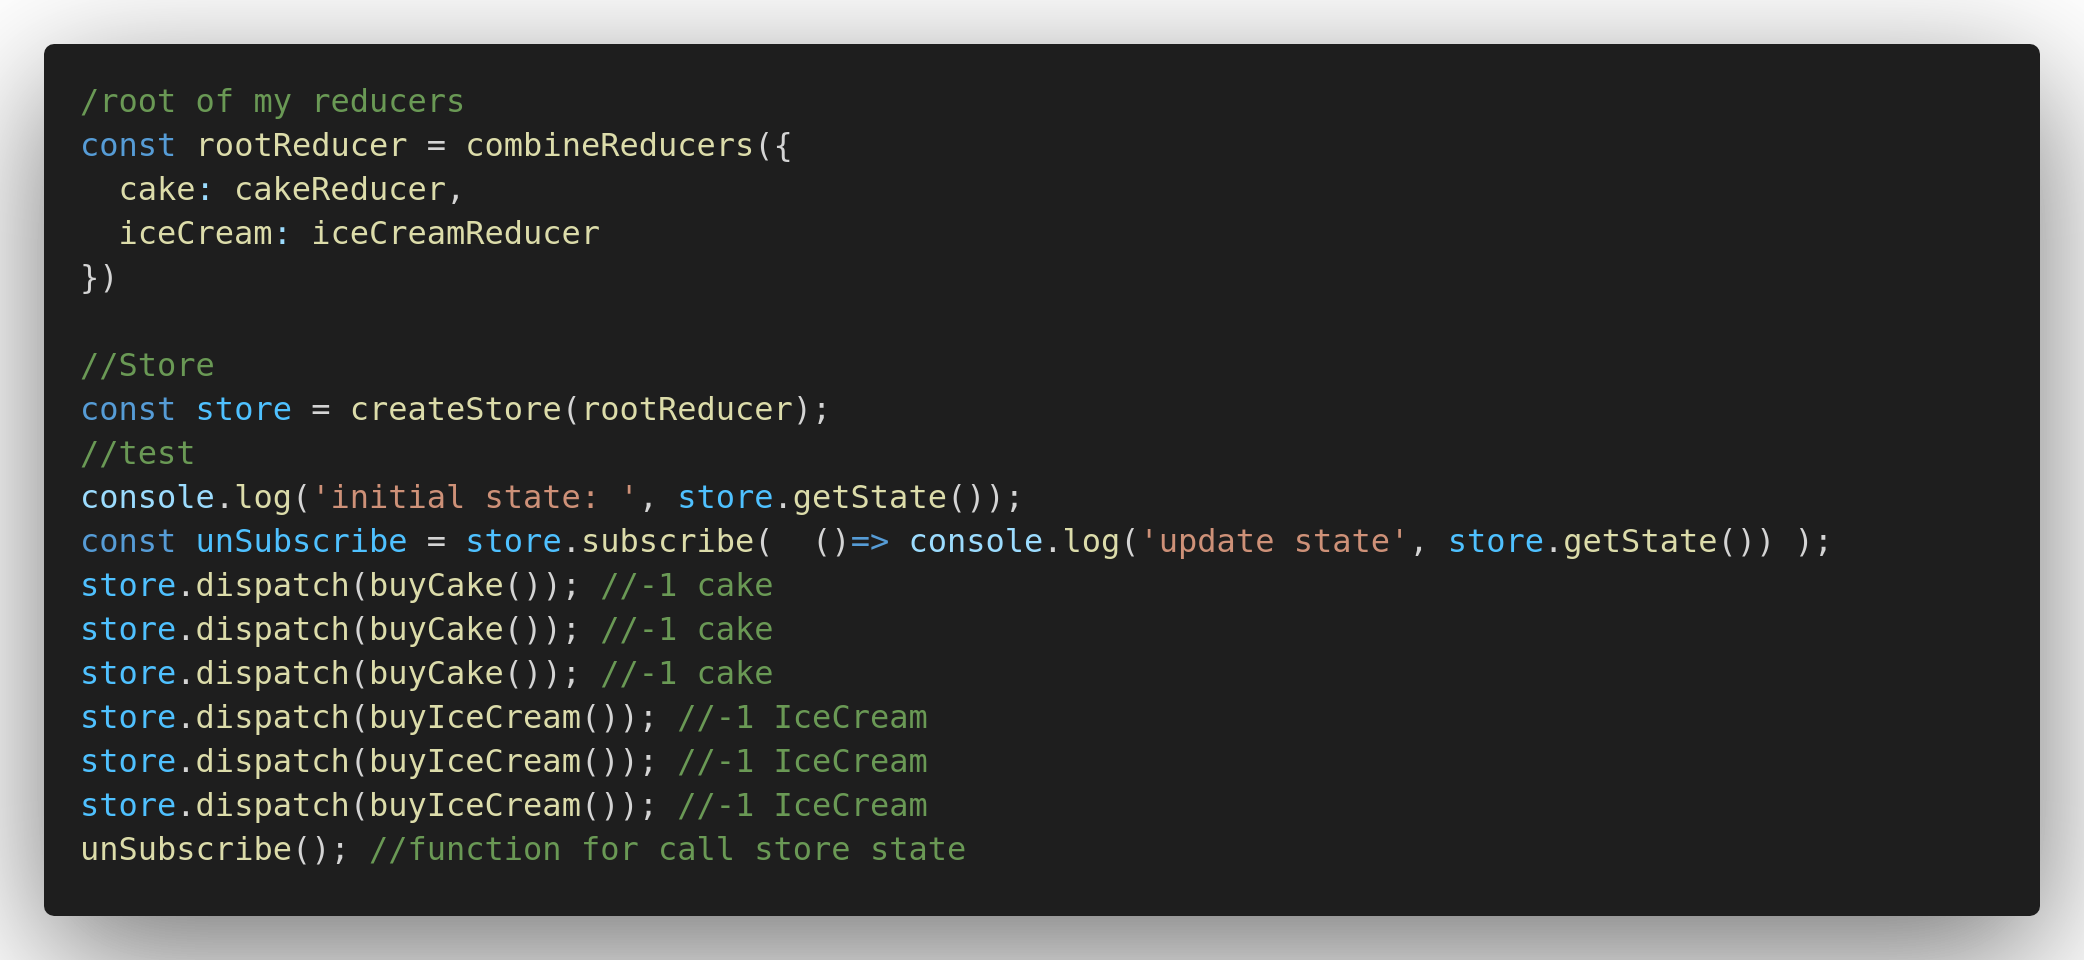 /root of my reducers
const rootReducer = combineReducers({
  cake: cakeReducer,
  iceCream: iceCreamReducer
})

//Store
const store = createStore(rootReducer);
//test
console.log('initial state: ', store.getState());
const unSubscribe = store.subscribe(  ()=> console.log('update state', store.getState()) );
store.dispatch(buyCake()); //-1 cake
store.dispatch(buyCake()); //-1 cake
store.dispatch(buyCake()); //-1 cake
store.dispatch(buyIceCream()); //-1 IceCream
store.dispatch(buyIceCream()); //-1 IceCream
store.dispatch(buyIceCream()); //-1 IceCream
unSubscribe(); //function for call store state